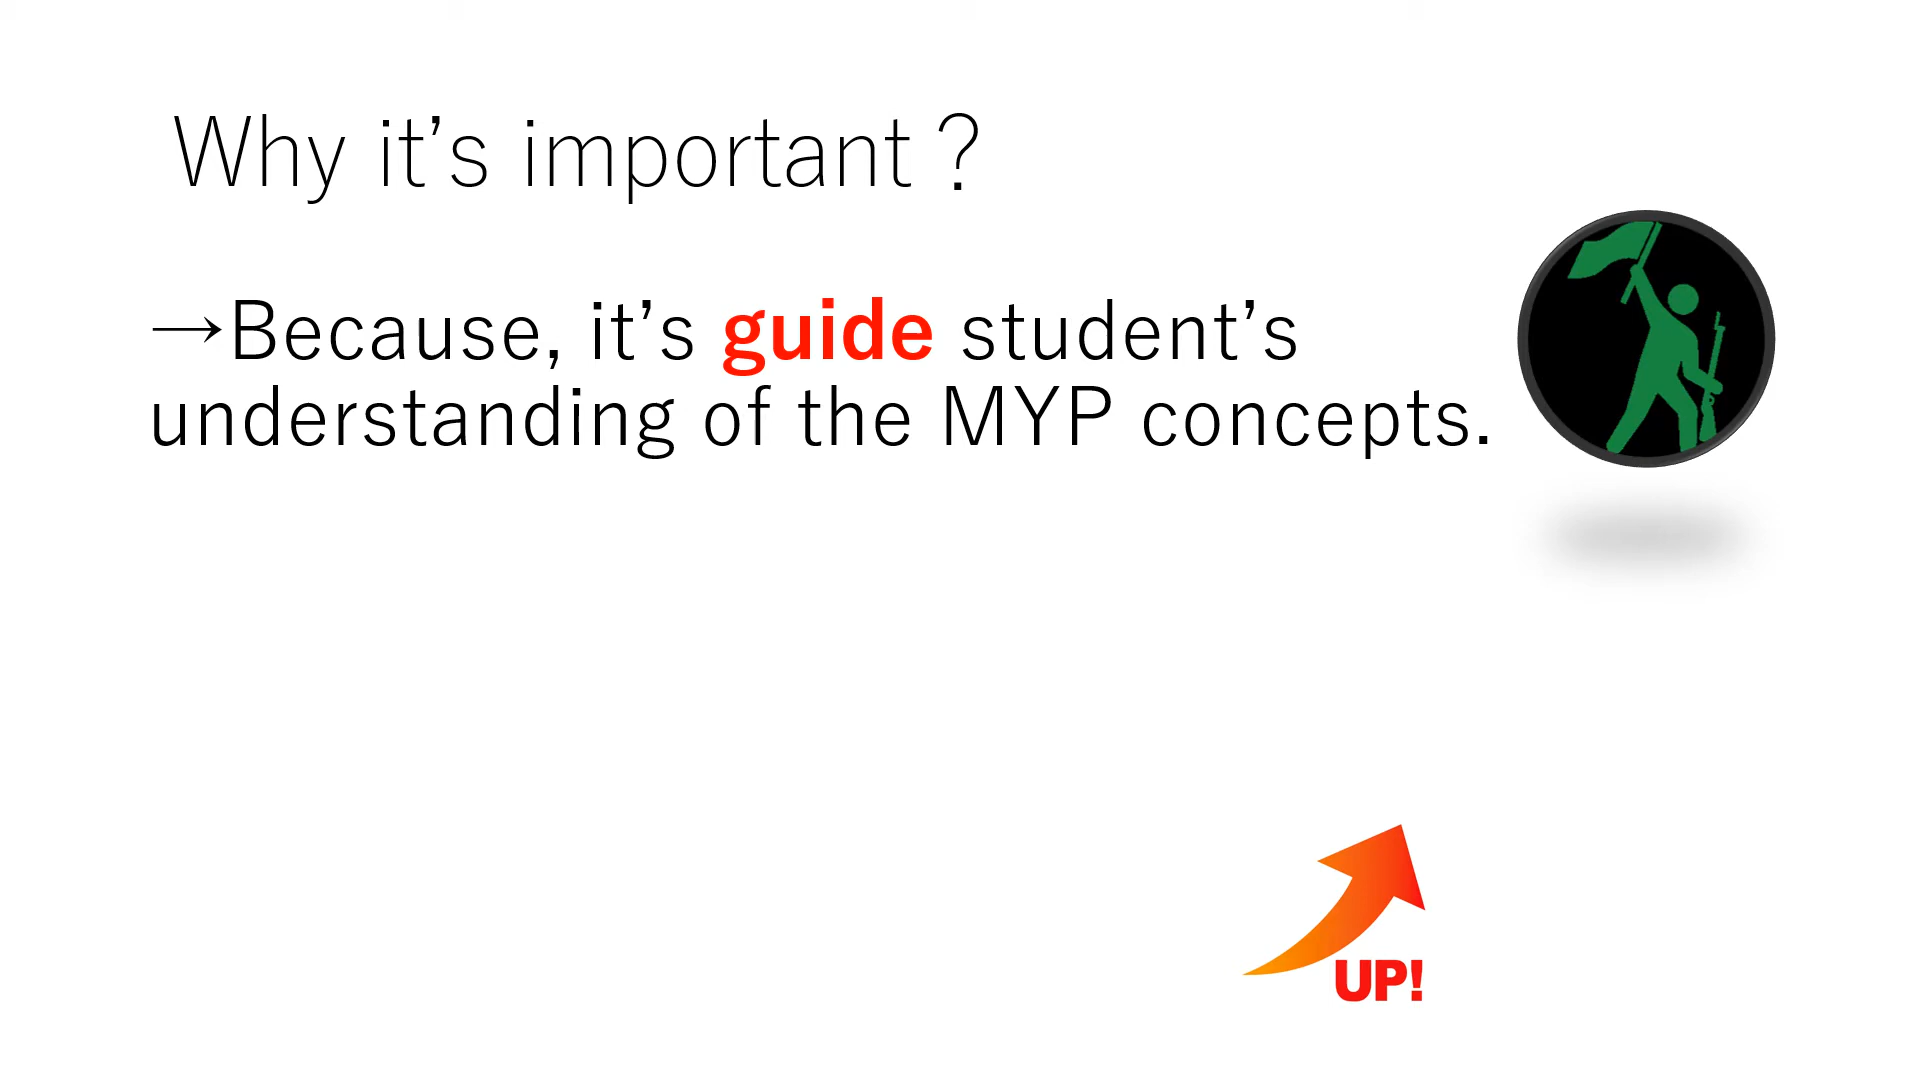 Why it’s important？
→Because, it’s guide student’s
understanding of the MYP concepts.
UP!